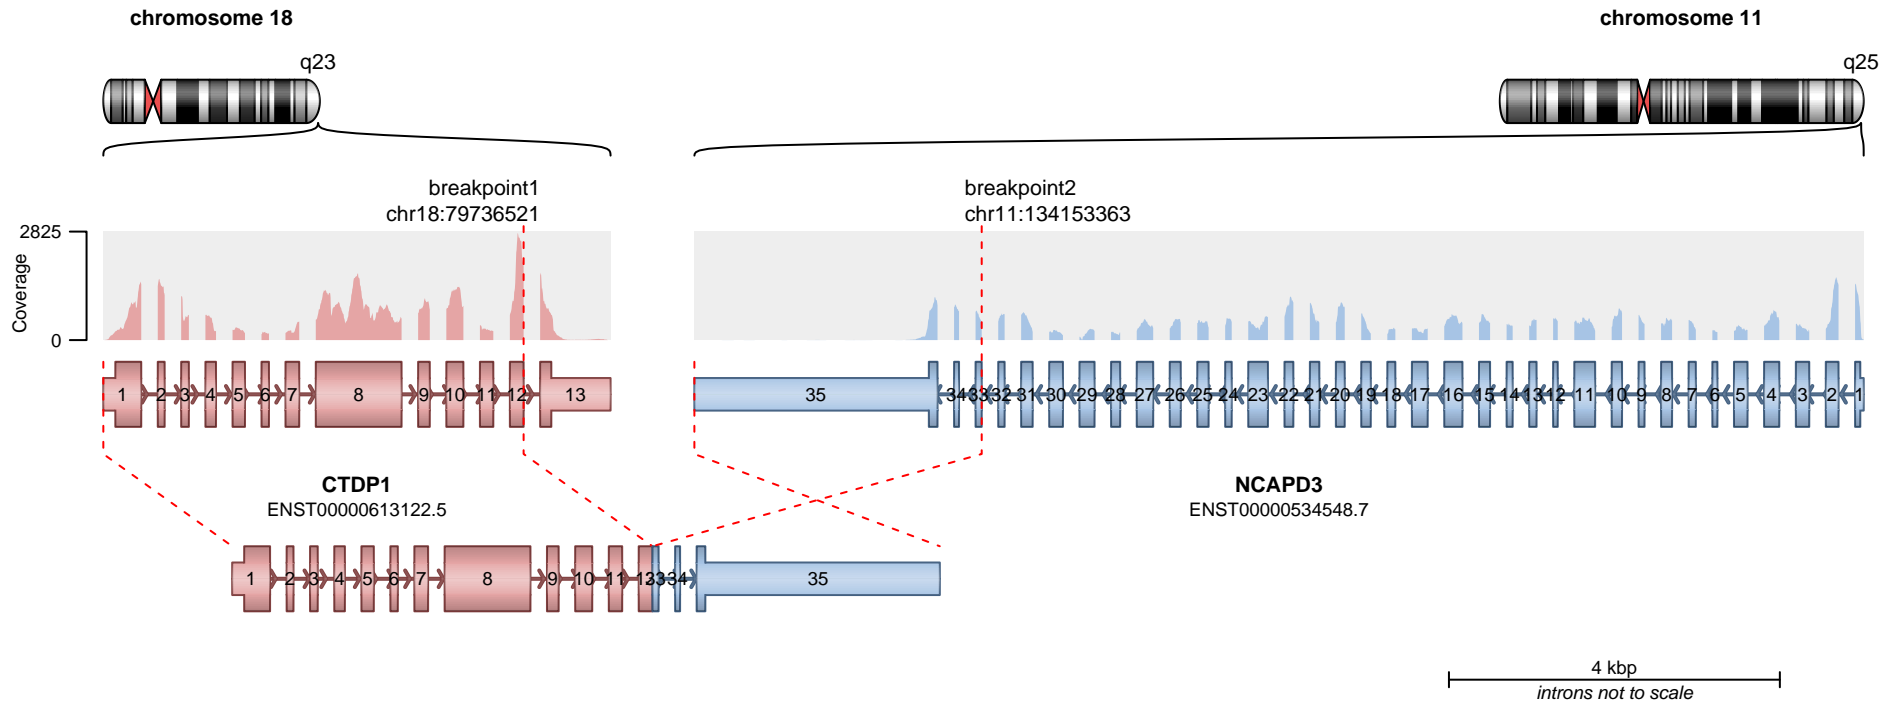 chromosome 18
chromosome 11
q23
q25
breakpoint1
chr18:79736521
breakpoint2
chr11:134153363
2825
Coverage
0
1 2 3 4 5 6 7 8 9 10 11 12 13
35 34 33 32 31 30 29 28 27 26 25 24 23 22 21 20 19 18 17 16 15 14 13 12 11 10 9 8 7 6 5 4 3 2 1
CTDP1
ENST00000613122.5
NCAPD3
ENST00000534548.7
1 2 3 4 5 6 7 8 9 10 11 12 33 34 35
4 kbp
introns not to scale